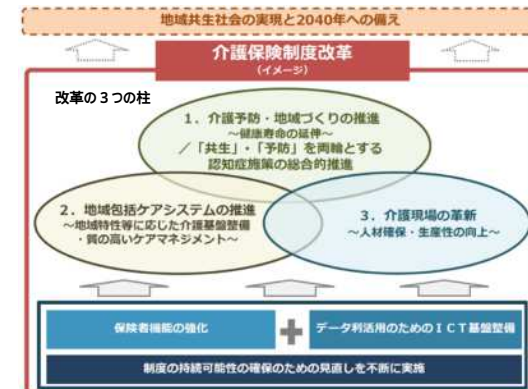 地域共生社会の実現と2040年への備え
介護保険制度改革
(イメージ)
改革の3つの柱
1．介護予防・地域づくりの推進
～健康寿命の延伸～
／「共生」・「予防」を両輪とする
認知症施策の総合的推進
2．地域包括ケアシステムの推進
～地域特性等に応じた介護基盤整備
・質の高いケアマネジメント～
3．介護現場の革新
～人材確保・生産性の向上～
保険者機能の強化
＋
データ利活用のためのＩＣＴ基盤整備
制度の持続可能性の確保のための見直しを不断に実施